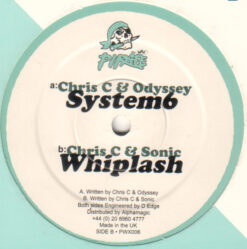 Pirate
a:Chris C & Odyssey
System6
b:Chris C & Sonic
Whiplash
A. Written by Chris C & Odyssey
B. Written by Chris C & Sonic
Both sides Engineered by D Edge
Distributed by Alphamagic
+44 (0) 20 8960 4777
Made in the UK
SIDE B • PWX006